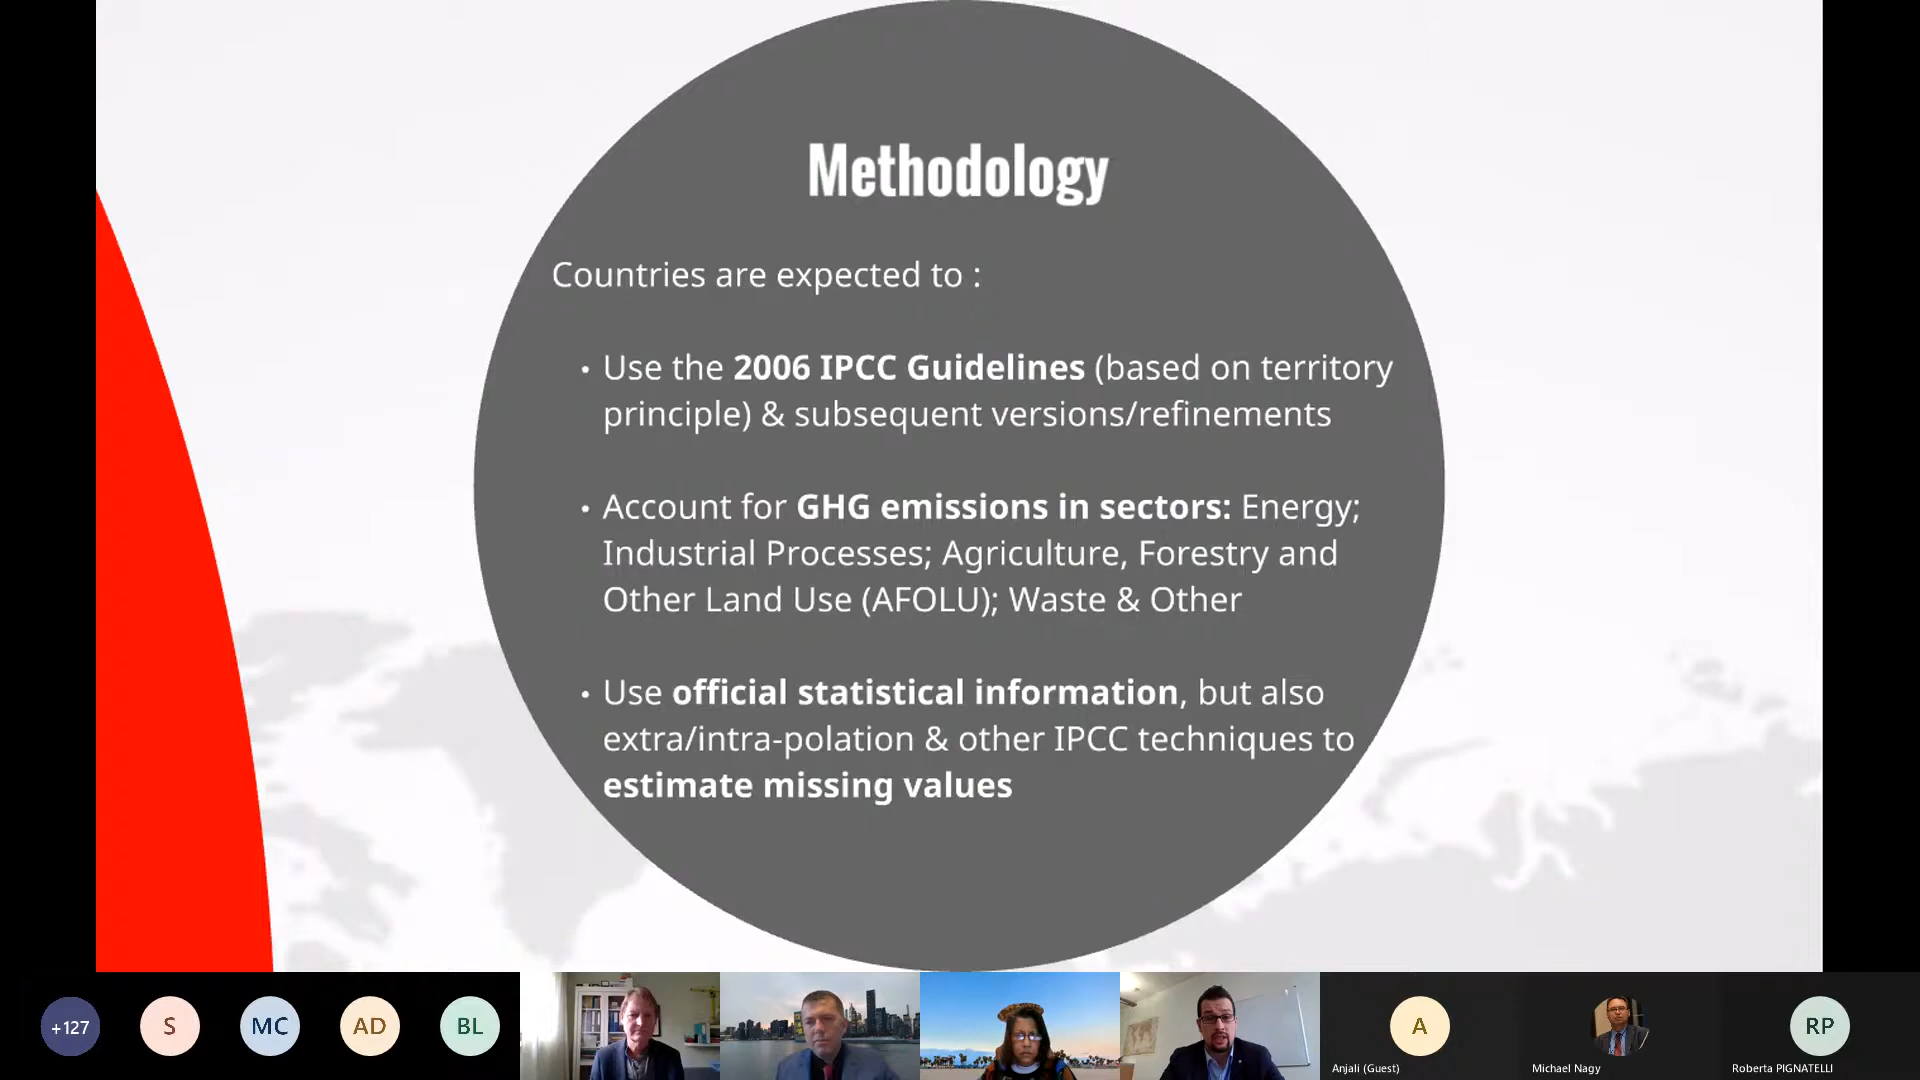 Methodology
Countries are expected to :
• Use the 2006 IPCC Guidelines (based on territory
principle) & subsequent versions/refinements
• Account for GHG emissions in sectors: Energy;
Industrial Processes; Agriculture, Forestry and
Other Land Use (AFOLU); Waste & Other
• Use official statistical information, but also
extra/intra-polation & other IPCC techniques to
estimate missing values
+127
S
MC
AD
BL
A
RP
Anjali (Guest)
Michael Nagy
Roberta PIGNATELLI